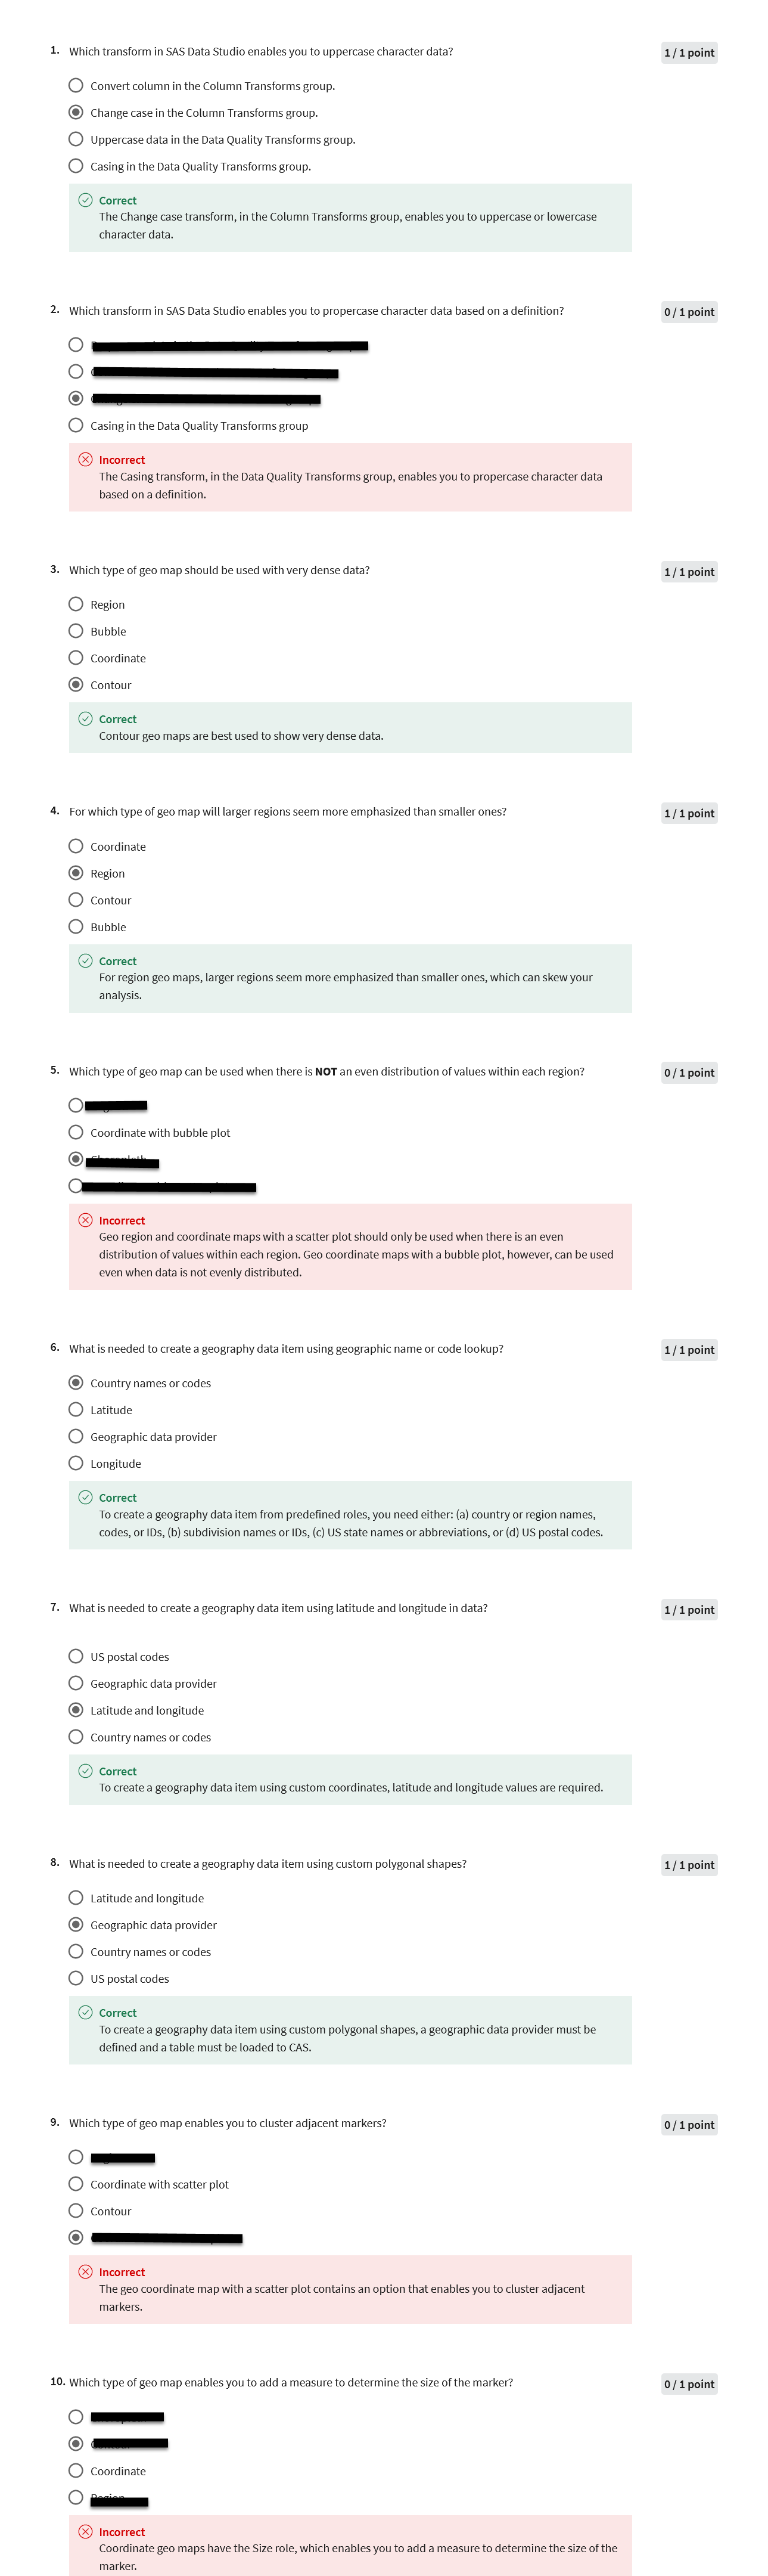 1. Which transform in SAS Data Studio enables you to uppercase character data?
1 / 1 point
Convert column in the Column Transforms group.
Change case in the Column Transforms group.
Uppercase data in the Data Quality Transforms group.
Casing in the Data Quality Transforms group.
Correct
The Change case transform, in the Column Transforms group, enables you to uppercase or lowercase
character data.
2. Which transform in SAS Data Studio enables you to propercase character data based on a definition?
0 / 1 point
Casing in the Data Quality Transforms group
Incorrect
The Casing transform, in the Data Quality Transforms group, enables you to propercase character data
based on a definition.
3. Which type of geo map should be used with very dense data?
1 / 1 point
Region
Bubble
Coordinate
Contour
Correct
Contour geo maps are best used to show very dense data.
4. For which type of geo map will larger regions seem more emphasized than smaller ones?
1 / 1 point
Coordinate
Region
Contour
Bubble
Correct
For region geo maps, larger regions seem more emphasized than smaller ones, which can skew your
analysis.
5. Which type of geo map can be used when there is NOT an even distribution of values within each region?
0 / 1 point
Coordinate with bubble plot
Incorrect
Geo region and coordinate maps with a scatter plot should only be used when there is an even
distribution of values within each region. Geo coordinate maps with a bubble plot, however, can be used
even when data is not evenly distributed.
6. What is needed to create a geography data item using geographic name or code lookup?
1 / 1 point
Country names or codes
Latitude
Geographic data provider
Longitude
Correct
To create a geography data item from predefined roles, you need either: (a) country or region names,
codes, or IDs, (b) subdivision names or IDs, (c) US state names or abbreviations, or (d) US postal codes.
7. What is needed to create a geography data item using latitude and longitude in data?
1 / 1 point
US postal codes
Geographic data provider
Latitude and longitude
Country names or codes
Correct
To create a geography data item using custom coordinates, latitude and longitude values are required.
8. What is needed to create a geography data item using custom polygonal shapes?
1 / 1 point
Latitude and longitude
Geographic data provider
Country names or codes
US postal codes
Correct
To create a geography data item using custom polygonal shapes, a geographic data provider must be
defined and a table must be loaded to CAS.
9. Which type of geo map enables you to cluster adjacent markers?
0 / 1 point
Coordinate with scatter plot
Contour
Incorrect
The geo coordinate map with a scatter plot contains an option that enables you to cluster adjacent
markers.
10. Which type of geo map enables you to add a measure to determine the size of the marker?
0 / 1 point
Coordinate
Incorrect
Coordinate geo maps have the Size role, which enables you to add a measure to determine the size of the
marker.